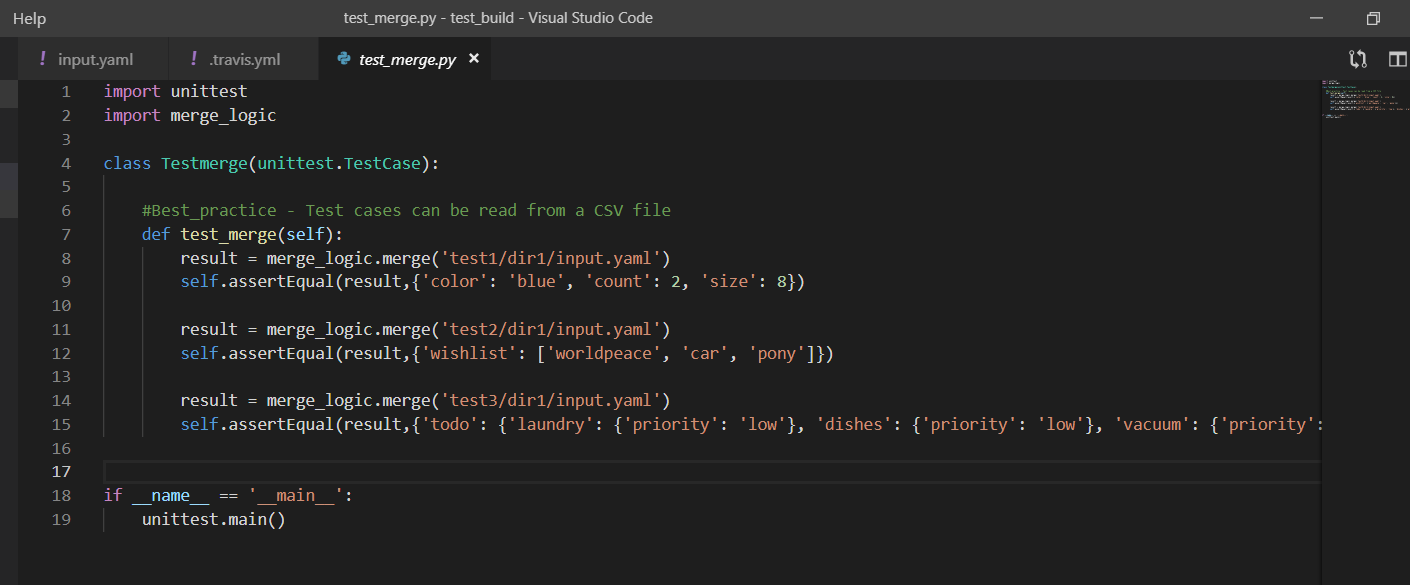 Help test_merge.py - test_build - Visual Studio Code
! input.yaml ! .travis.yml test_merge.py ×
1 import unittest
2 import merge_logic
3
4 class Testmerge(unittest.TestCase):
5
6 #Best_practice - Test cases can be read from a CSV file
7 def test_merge(self):
8 result = merge_logic.merge('test1/dir1/input.yaml')
9 self.assertEqual(result,{'color': 'blue', 'count': 2, 'size': 8})
10
11 result = merge_logic.merge('test2/dir1/input.yaml')
12 self.assertEqual(result,{'wishlist': ['worldpeace', 'car', 'pony']})
13
14 result = merge_logic.merge('test3/dir1/input.yaml')
15 self.assertEqual(result,{'todo': {'laundry': {'priority': 'low'}, 'dishes': {'priority': 'low'}, 'vacuum': {'priority':
16
17
18 if __name__ == '__main__':
19 unittest.main()